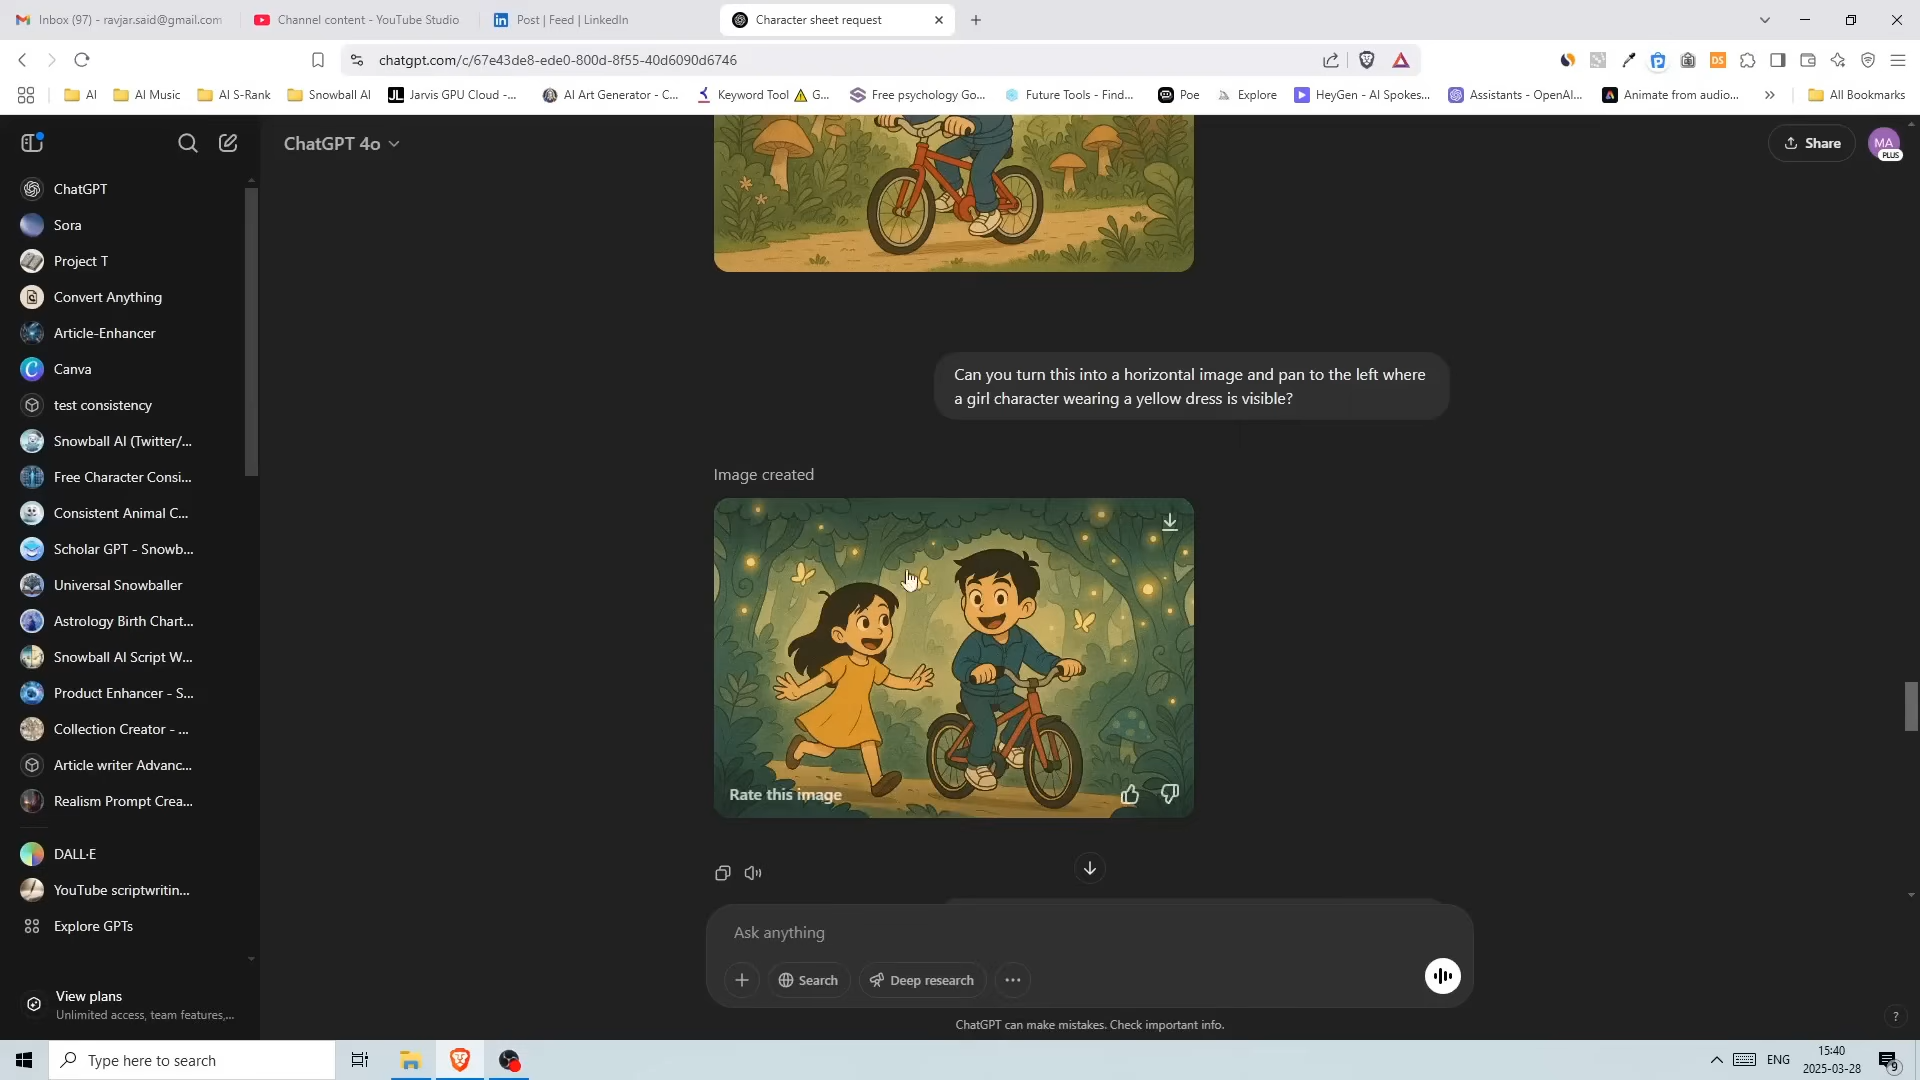 Inbox (97) - ravjar.said@gmail.com
Channel content - YouTube Studio
Post | Feed | LinkedIn
Character sheet request
chatgpt.com/c/67e43de8-ede0-800d-8f55-40d6090d6746
AI
AI Music
AI S-Rank
Snowball AI
Jarvis GPU Cloud -...
AI Art Generator - C...
Keyword Tool
G...
Free psychology Go...
Future Tools - Find...
Poe
Explore
HeyGen - AI Spokes...
Assistants - OpenAI...
Animate from audio...
All Bookmarks
ChatGPT 4o
Share
MA
PLUS
ChatGPT
Sora
Project T
Convert Anything
Article-Enhancer
Canva
test consistency
Snowball AI (Twitter/...
Free Character Consi...
Consistent Animal C...
Scholar GPT - Snowb...
Universal Snowballer
Astrology Birth Chart...
Snowball AI Script W...
Product Enhancer - S...
Collection Creator - ...
Article writer Advanc...
Realism Prompt Crea...
DALL·E
YouTube scriptwritin...
Explore GPTs
View plans
Unlimited access, team features,...
Can you turn this into a horizontal image and pan to the left where
a girl character wearing a yellow dress is visible?
Image created
Rate this image
Ask anything
Search
Deep research
ChatGPT can make mistakes. Check important info.
?
Type here to search
ENG
15:40
2025-03-28
9